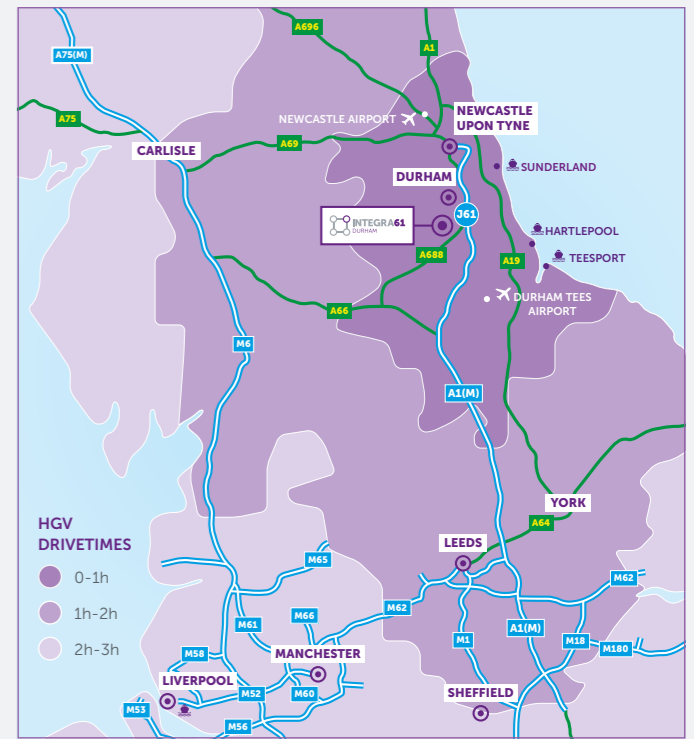 A696
A1
A75(M)
NEWCASTLE AIRPORT
NEWCASTLE
UPON TYNE
A75
A69
CARLISLE
SUNDERLAND
DURHAM
INTEGRA61
DURHAM
J61
HARTLEPOOL
A688
A19
TEESPORT
DURHAM TEES
AIRPORT
A66
M6
A1(M)
YORK
HGV
DRIVETIMES
A64
LEEDS
0-1h
M65
M62
1h-2h
M62
M66
M61
A1(M)
M1
M18
M180
2h-3h
M58
MANCHESTER
LIVERPOOL
M52
M60
SHEFFIELD
M53
M56